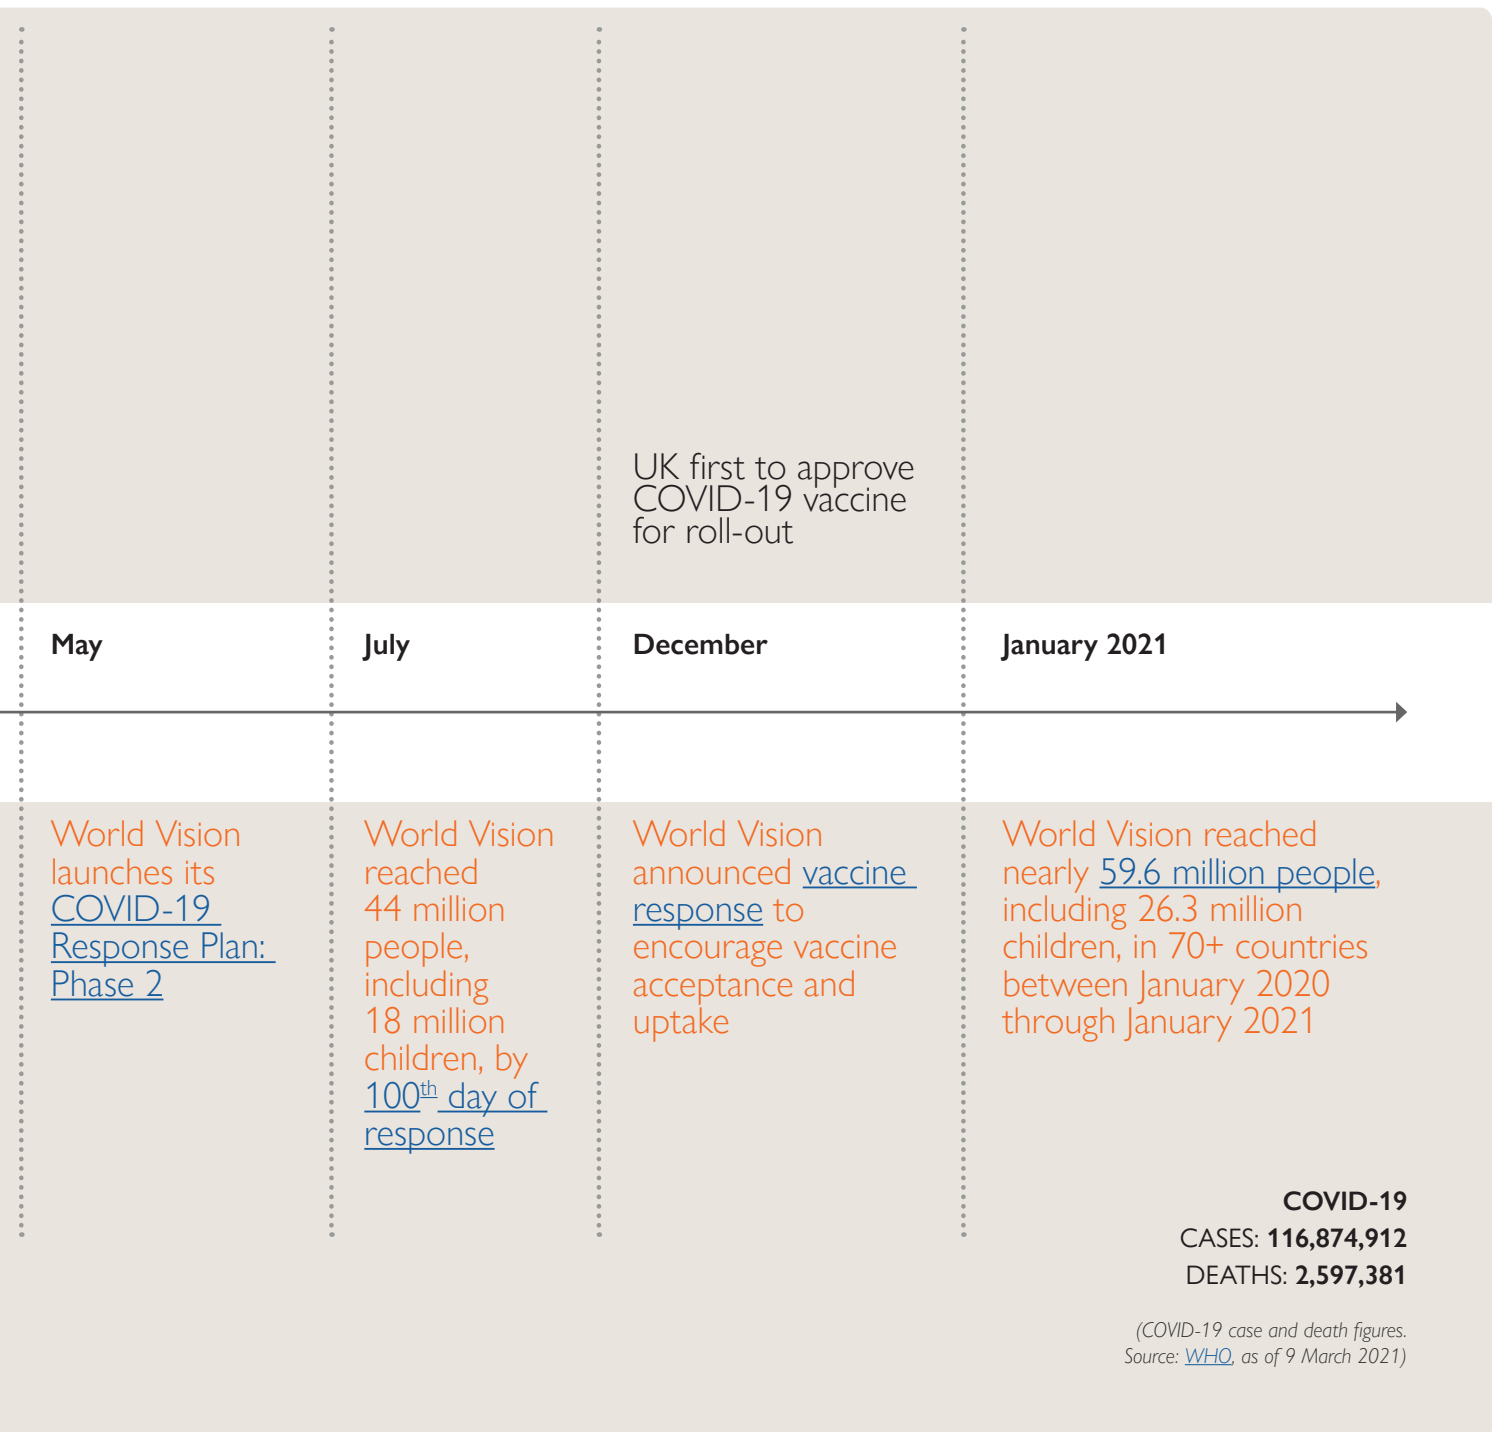 UK first to approve
COVID-19 vaccine
for roll-out
May
July
December
January 2021
World Vision
launches its
COVID-19
Response Plan:
Phase 2
World Vision
reached
44 million
people,
including
18 million
children, by
100th day of
response
World Vision
announced vaccine
response to
encourage vaccine
acceptance and
uptake
World Vision reached
nearly 59.6 million people,
including 26.3 million
children, in 70+ countries
between January 2020
through January 2021
COVID-19
CASES: 116,874,912
DEATHS: 2,597,381
(COVID-19 case and death figures.
Source: WHO, as of 9 March 2021)